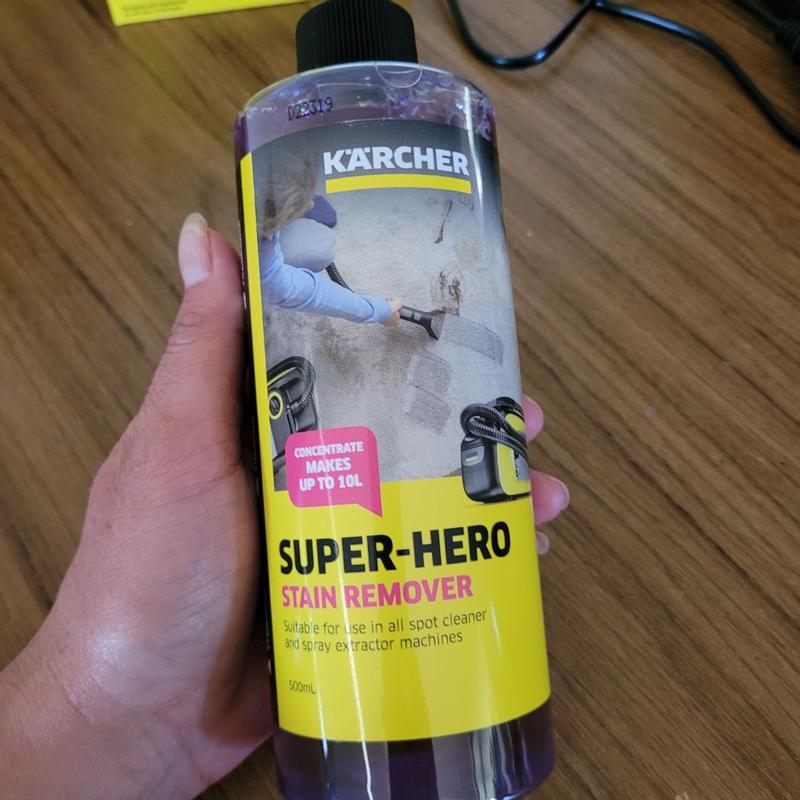 DZ2319
KÄRCHER
CONCENTRATE
MAKES
UP TO 10L
SUPER-HERO
STAIN REMOVER
Suitable for use in all spot cleaner
and spray extractor machines
500mL